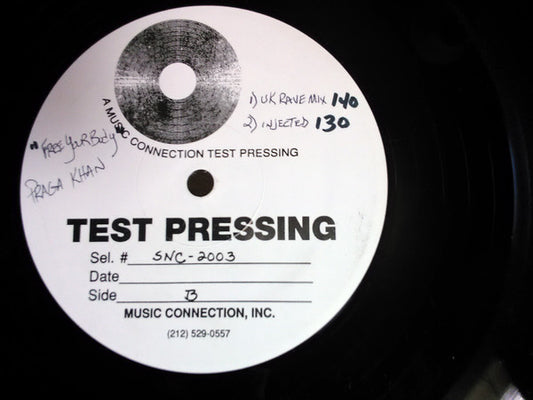 A MUSIC CONNECTION TEST PRESSING
1) UK RAVE MIX 140
2) INJECTED 130
"FREE YOUR BODY"
PRAGA KHAN
TEST PRESSING
Sel. # SNC-2003
Date
Side B
MUSIC CONNECTION, INC.
(212) 529-0557